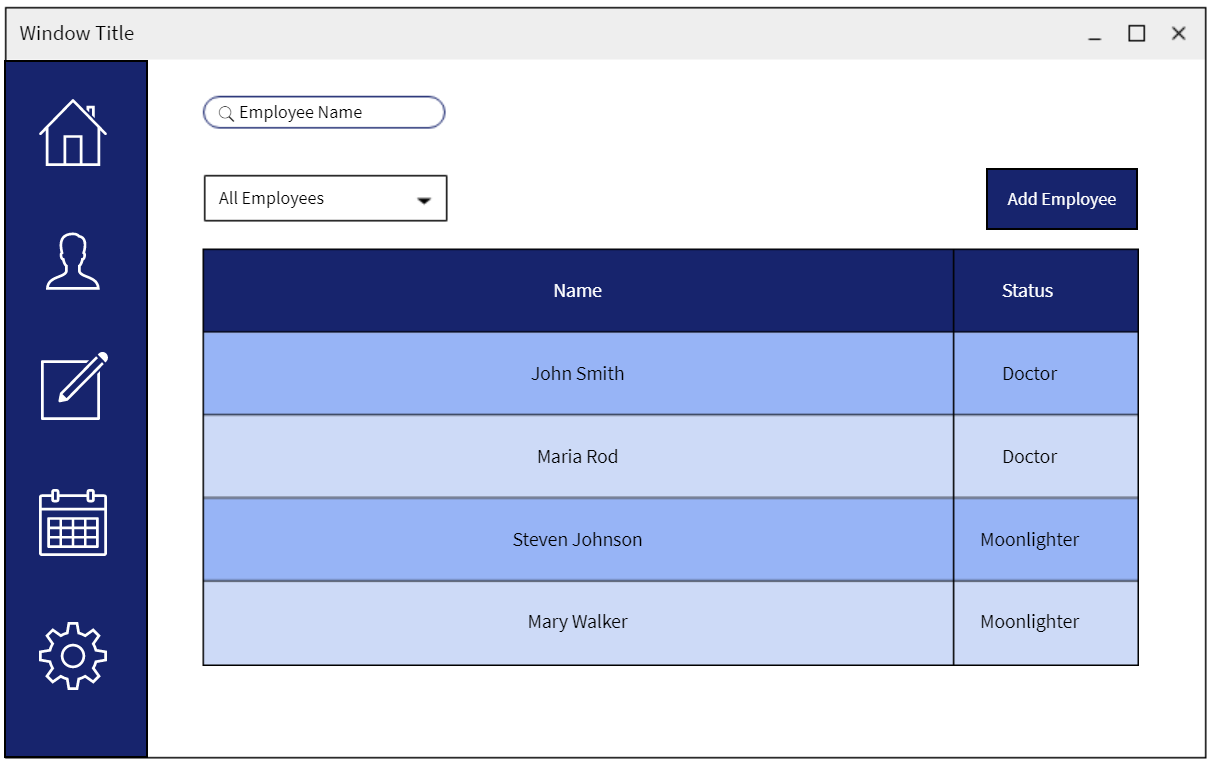 Window Title
Employee Name
All Employees
Add Employee
Name Status
John Smith Doctor
Maria Rod Doctor
Steven Johnson Moonlighter
Mary Walker Moonlighter